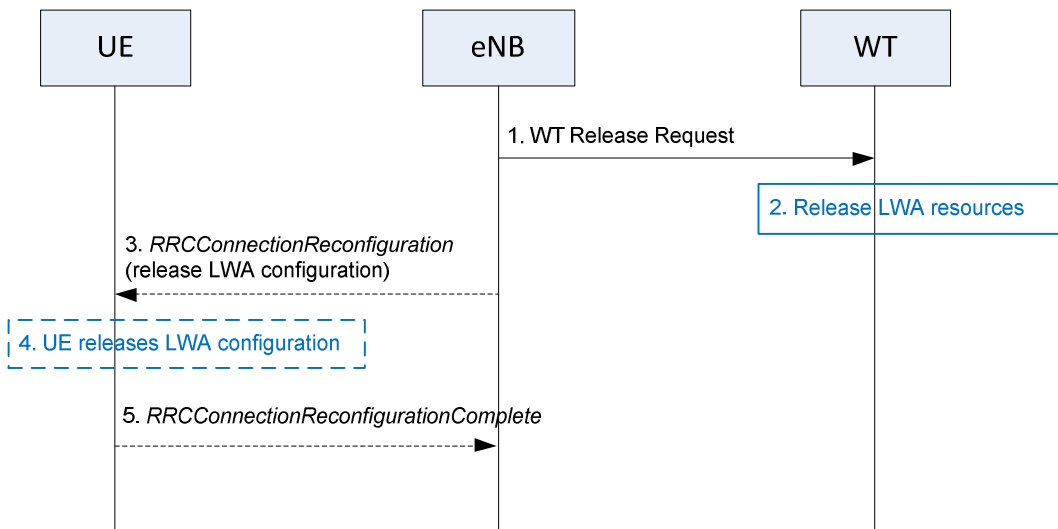 UE
eNB
WT
1. WT Release Request
2. Release LWA resources
3. RRCConnectionReconfiguration
(release LWA configuration)
4. UE releases LWA configuration
5. RRCConnectionReconfigurationComplete